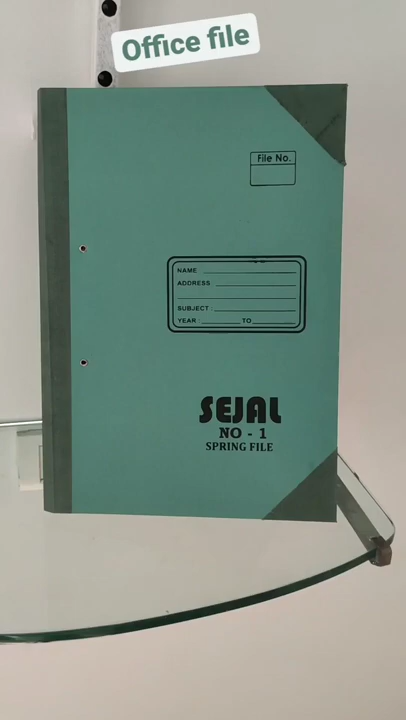 Office file
File No.
NAME
ADDRESS
SUBJECT :
YEAR : TO
SEJAL
NO - 1
SPRING FILE